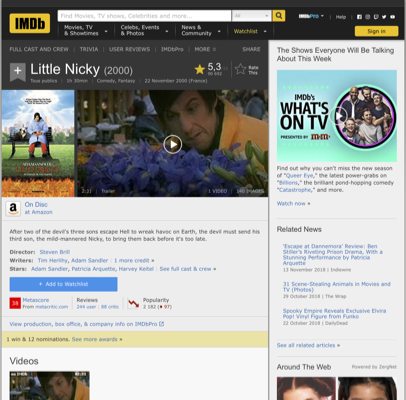 IMDb
Find Movies, TV shows, Celebrities and more...
All
IMDbPro
Help
Movies, TV
& Showtimes
Celebs, Events
& Photos
News &
Community
Watchlist
Sign in
FULL CAST AND CREW | TRIVIA | USER REVIEWS | IMDbPro | MORE
SHARE
Little Nicky (2000)
Tous publics | 1h 30min | Comedy, Fantasy | 22 November 2000 (France)
5,3
Rate
This
2:31 | Trailer
1 VIDEO | 140 IMAGES
On Disc
at Amazon
After two of the devil's three sons escape Hell to wreak havoc on Earth, the devil must send his
third son, the mild-mannered Nicky, to bring them back before it's too late.
Director: Steven Brill
Writers: Tim Herlihy, Adam Sandler | 1 more credit »
Stars: Adam Sandler, Patricia Arquette, Harvey Keitel | See full cast & crew »
+ Add to Watchlist
38
Metascore
From metacritic.com
Reviews
244 user | 98 critic
Popularity
2 182
View production, box office, & company info on IMDbPro
1 win & 12 nominations. See more awards »
Videos
The Shows Everyone Will Be Talking
About This Week
IMDb's
WHAT'S
ON TV
PRESENTED BY M&M'S
Find out why you can't miss the new season
of "Queer Eye," the latest power-grabs on
"Billions," the brilliant pond-hopping comedy
"Catastrophe," and more.
Watch now »
Related News
'Escape at Dannemora' Review: Ben
Stiller's Riveting Prison Drama, With a
Stunning Performance by Patricia
Arquette
13 November 2018 | Indiewire
31 Scene-Stealing Animals in Movies
and TV (Photos)
29 October 2018 | The Wrap
Spooky Empire Reveals Exclusive Elvira
Pop! Vinyl Figure from Funko
22 October 2018 | DailyDead
See all related articles »
Around The Web
Powered by ZergNet